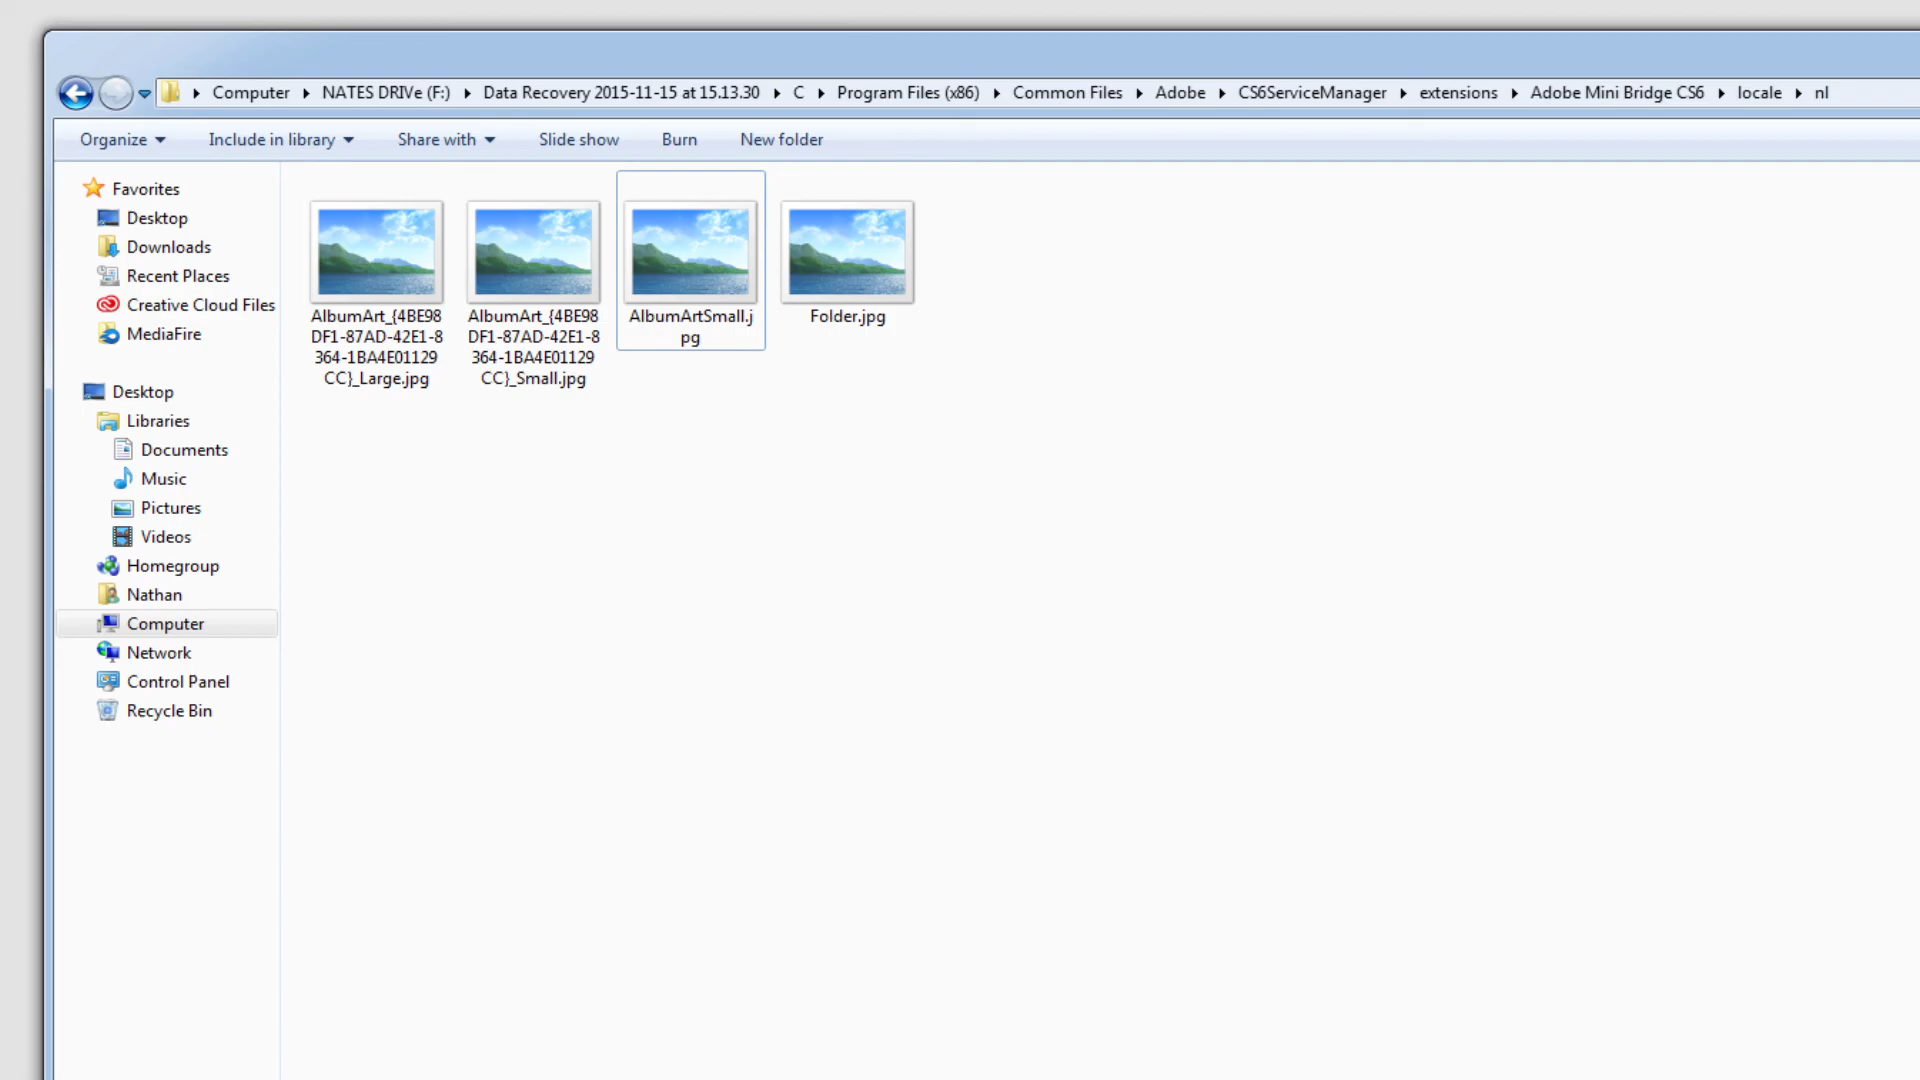 Computer NATES DRIVe (F:) Data Recovery 2015-11-15 at 15.13.30 C Program Files (x86) Common Files Adobe CS6ServiceManager extensions Adobe Mini Bridge CS6 locale nl
Organize Include in library Share with Slide show Burn New folder
Favorites
Desktop
Downloads
Recent Places
Creative Cloud Files
MediaFire
Desktop
Libraries
Documents
Music
Pictures
Videos
Homegroup
Nathan
Computer
Network
Control Panel
Recycle Bin
AlbumArt_{4BE98
DF1-87AD-42E1-8
364-1BA4E01129
CC}_Large.jpg
AlbumArt_{4BE98
DF1-87AD-42E1-8
364-1BA4E01129
CC}_Small.jpg
AlbumArtSmall.j
pg
Folder.jpg